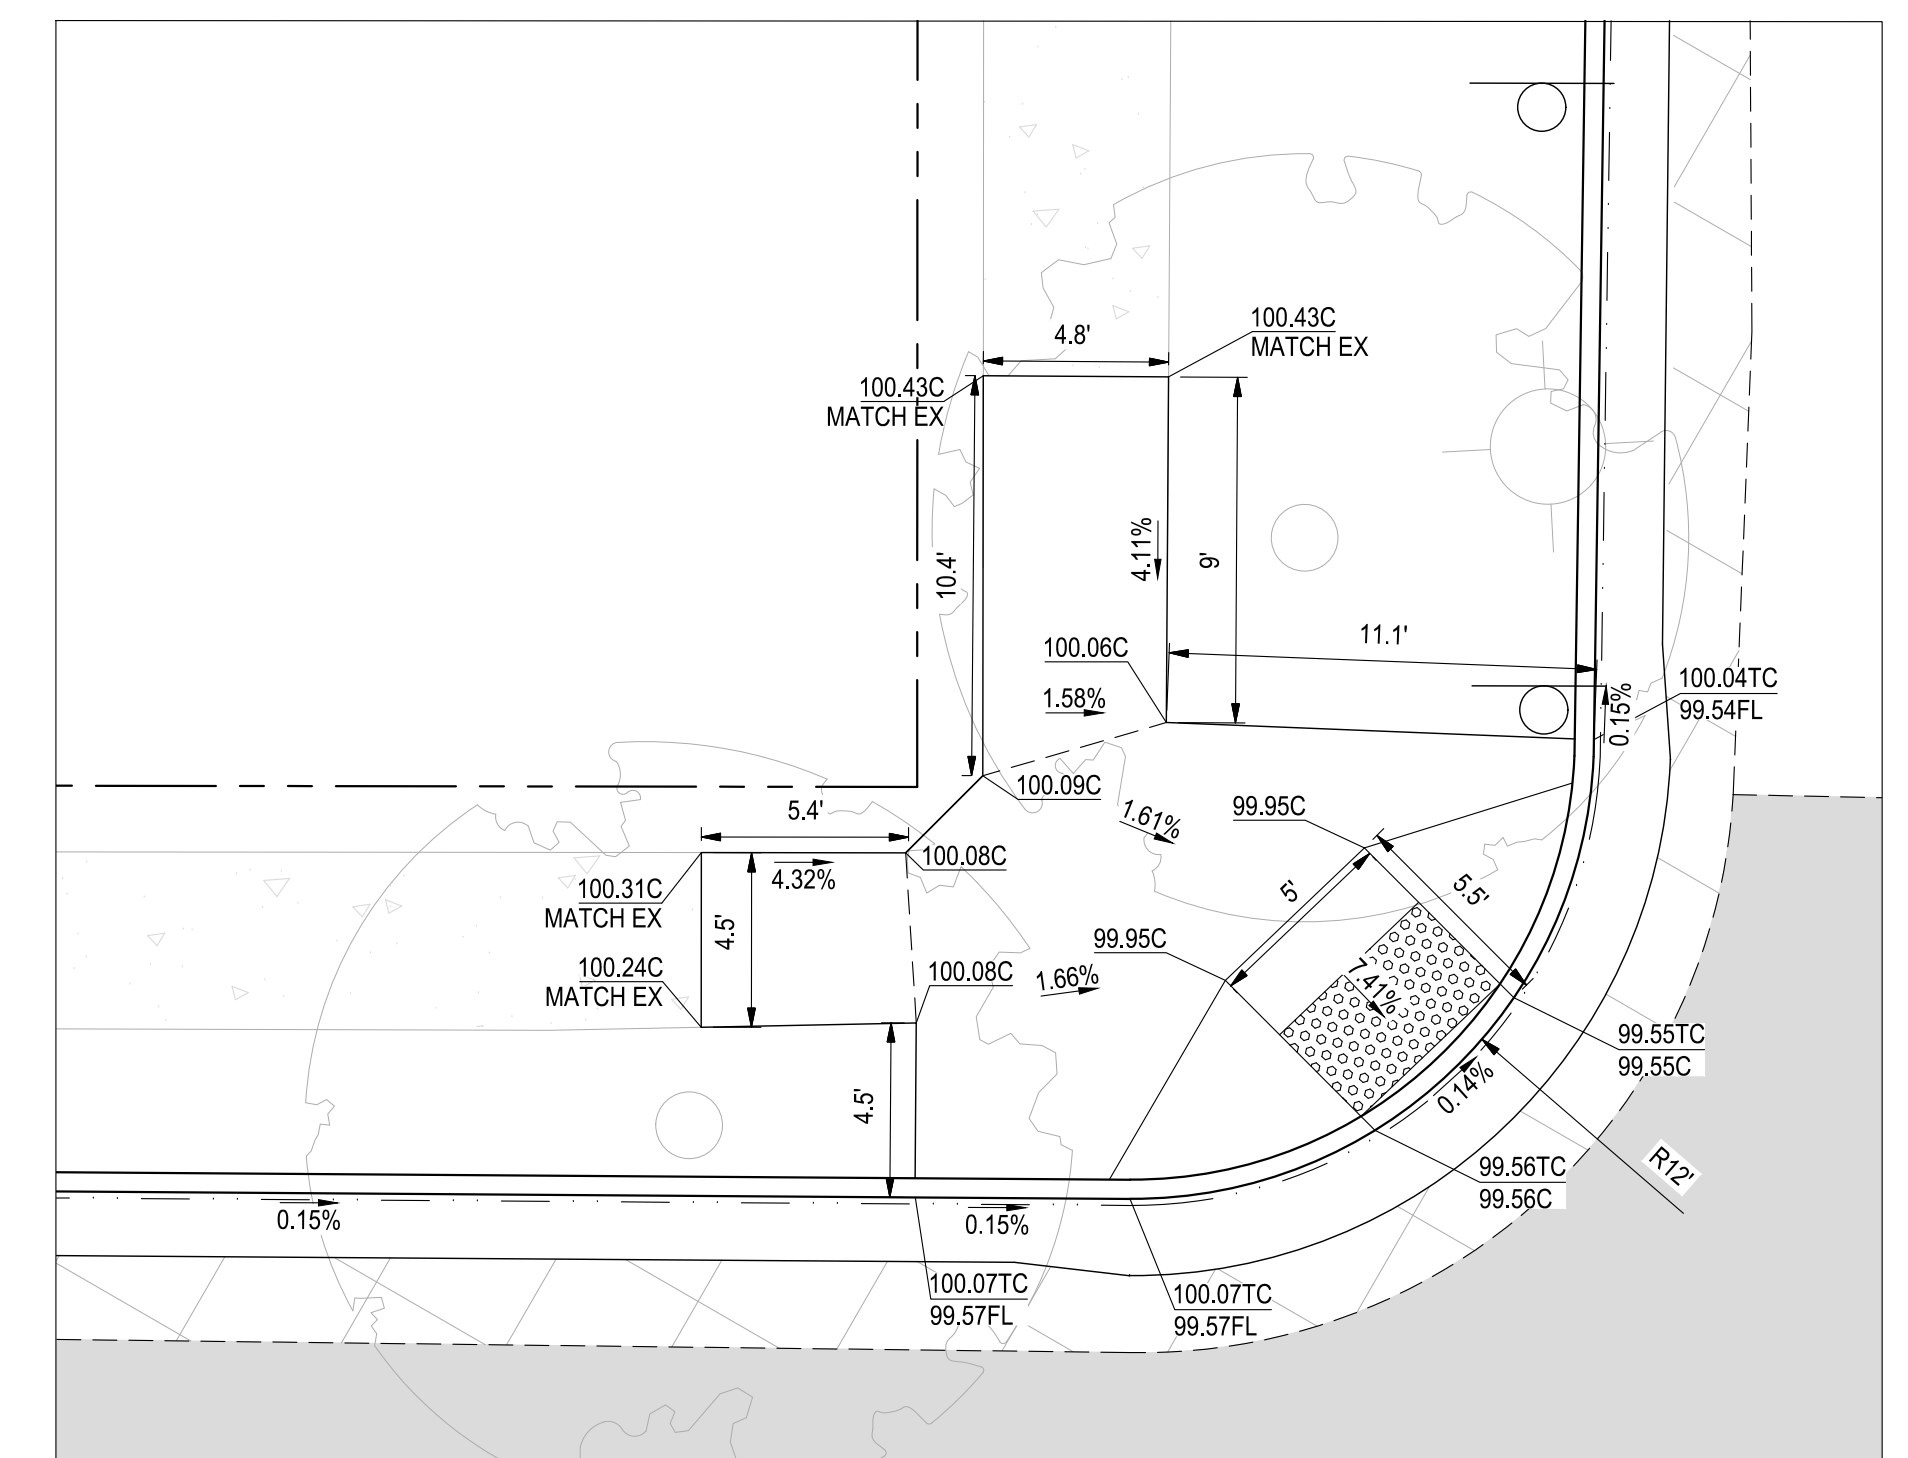 4.8'
100.43C
MATCH EX
100.43C
MATCH EX
10.4'
4.11%
9'
11.1'
100.06C
1.58%
100.04TC
99.54FL
0.15%
100.09C
5.4'
1.61%
99.95C
100.08C
4.32%
100.31C
MATCH EX
4.5'
5'
5.5'
99.95C
100.24C
MATCH EX
100.08C
1.66%
7.41%
99.55TC
99.55C
4.5'
0.14%
R12'
99.56TC
99.56C
0.15%
0.15%
100.07TC
99.57FL
100.07TC
99.57FL